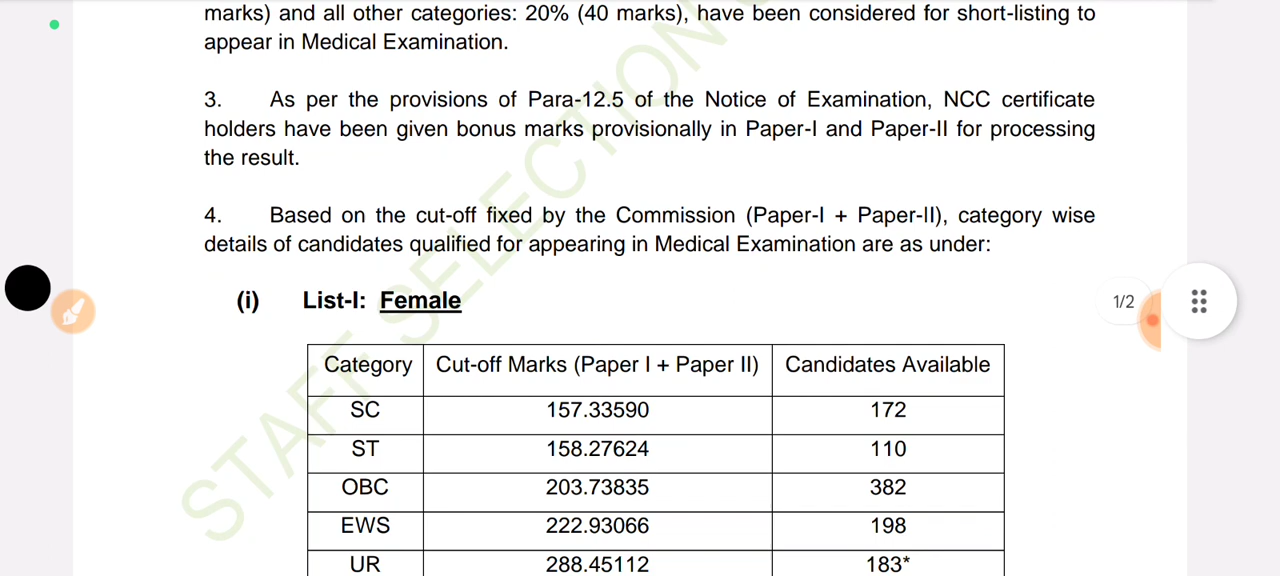 marks) and all other categories: 20% (40 marks), have been considered for short-listing to
appear in Medical Examination.
3. As per the provisions of Para-12.5 of the Notice of Examination, NCC certificate
holders have been given bonus marks provisionally in Paper-I and Paper-II for processing
the result.
4. Based on the cut-off fixed by the Commission (Paper-I + Paper-II), category wise
details of candidates qualified for appearing in Medical Examination are as under:
(i) List-I: Female
1/2
Category Cut-off Marks (Paper I + Paper II) Candidates Available
SC 157.33590 172
ST 158.27624 110
OBC 203.73835 382
EWS 222.93066 198
UR 288.45112 183*
STAFF SELECTION